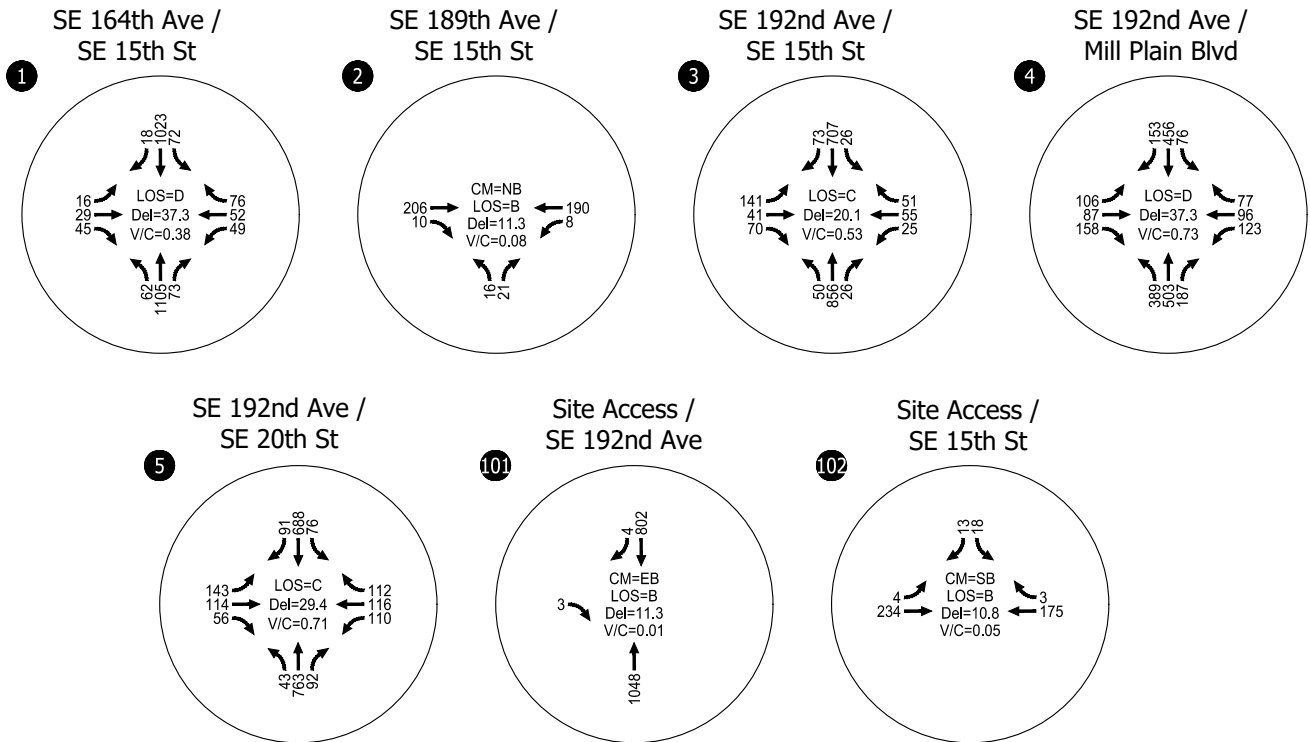 SE 164th Ave /
SE 15th St
1
18
1023
72
16
29
45
LOS=D
Del=37.3
V/C=0.38
76
52
49
62
1105
73
SE 189th Ave /
SE 15th St
2
206
10
CM=NB
LOS=B
Del=11.3
V/C=0.08
190
8
16
21
SE 192nd Ave /
SE 15th St
3
73
707
26
141
41
70
LOS=C
Del=20.1
V/C=0.53
51
55
25
50
856
26
SE 192nd Ave /
Mill Plain Blvd
4
153
456
76
106
87
158
LOS=D
Del=37.3
V/C=0.73
77
96
123
389
503
187
SE 192nd Ave /
SE 20th St
5
91
688
76
143
114
56
LOS=C
Del=29.4
V/C=0.71
112
116
110
43
763
92
Site Access /
SE 192nd Ave
101
4
802
3
CM=EB
LOS=B
Del=11.3
V/C=0.01
1048
Site Access /
SE 15th St
102
13
18
4
234
CM=SB
LOS=B
Del=10.8
V/C=0.05
3
175